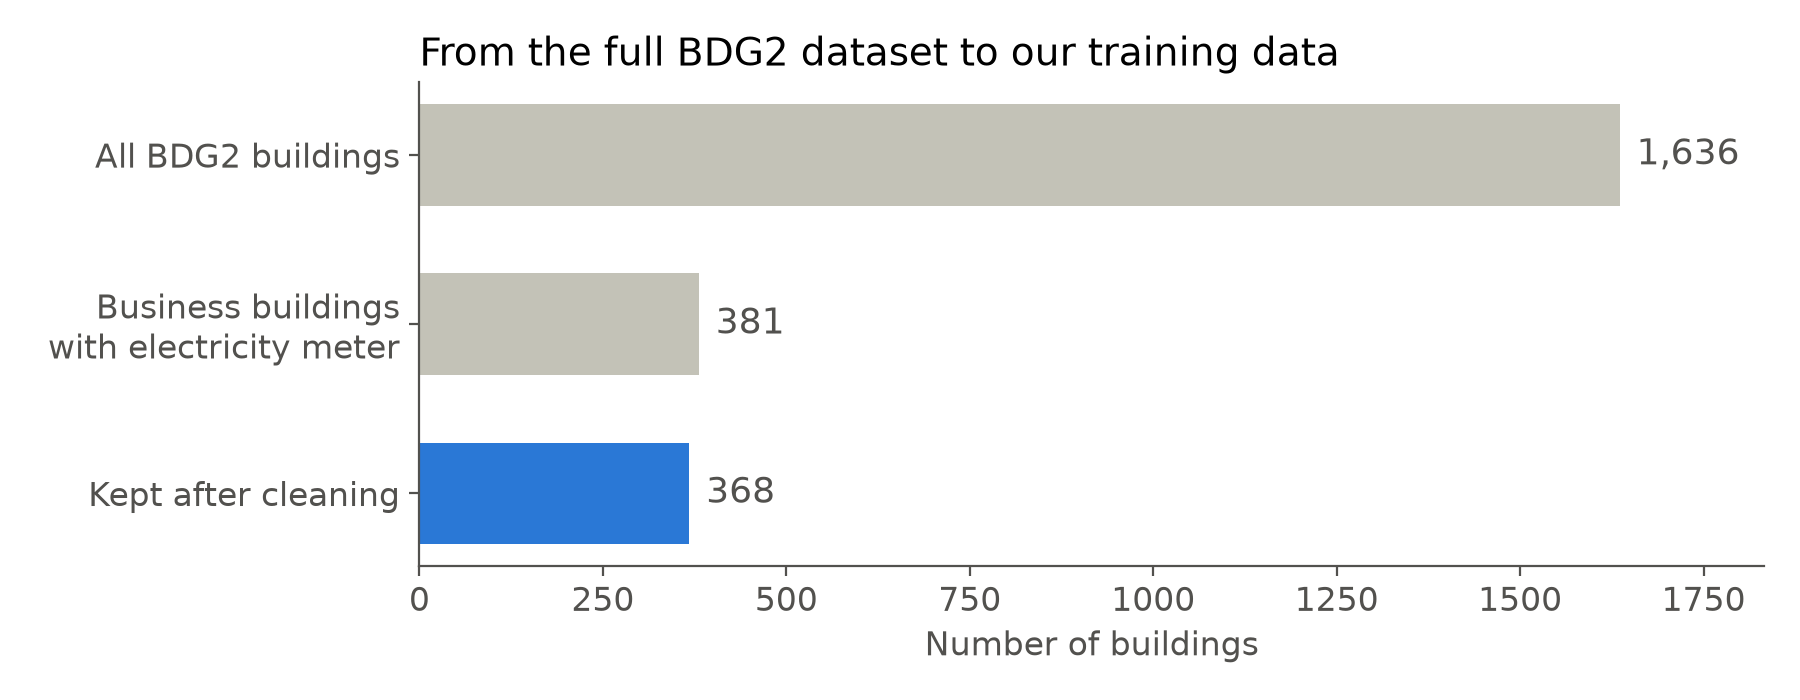 From the full BDG2 dataset to our training data
All BDG2 buildings
1,636
Business buildings
with electricity meter
381
Kept after cleaning
368
0 250 500 750 1000 1250 1500 1750
Number of buildings